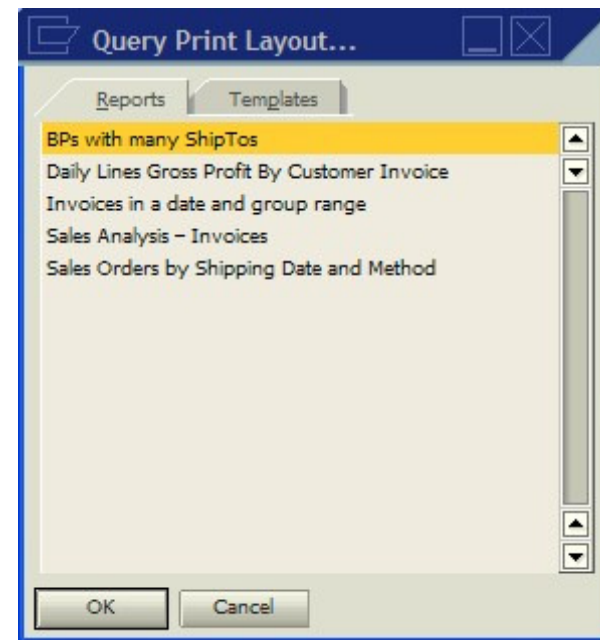 Query Print Layout...
Reports Templates
BPs with many ShipTos
Daily Lines Gross Profit By Customer Invoice
Invoices in a date and group range
Sales Analysis – Invoices
Sales Orders by Shipping Date and Method
OK Cancel